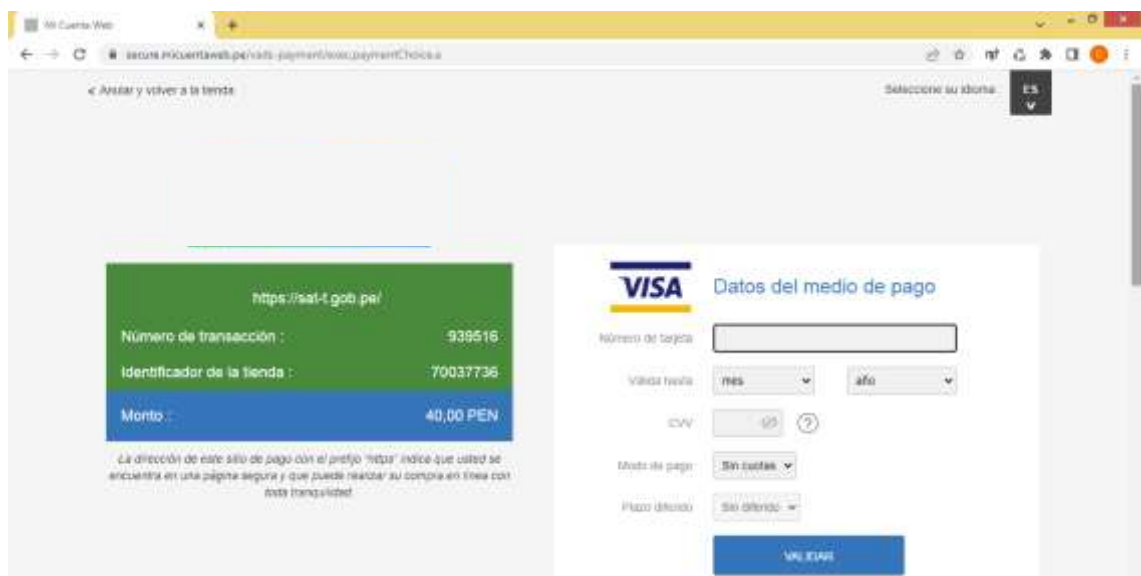 Mi Cuenta Web
secure.micuentaweb.pe/vads-payment/exec.paymentChoice.a
< Anular y volver a la tienda
Seleccione su idioma
ES
https://sat-t.gob.pe/
Número de transacción : 939516
Identificador de la tienda : 70037736
Monto : 40,00 PEN
La dirección de este sitio de pago con el prefijo "https" indica que usted se
encuentra en una página segura y que puede realizar su compra en línea con
toda tranquilidad
VISA
Datos del medio de pago
Número de tarjeta
Válida hasta mes año
CVV
Modo de pago Sin cuotas
Plazo diferido Sin diferido
VALIDAR